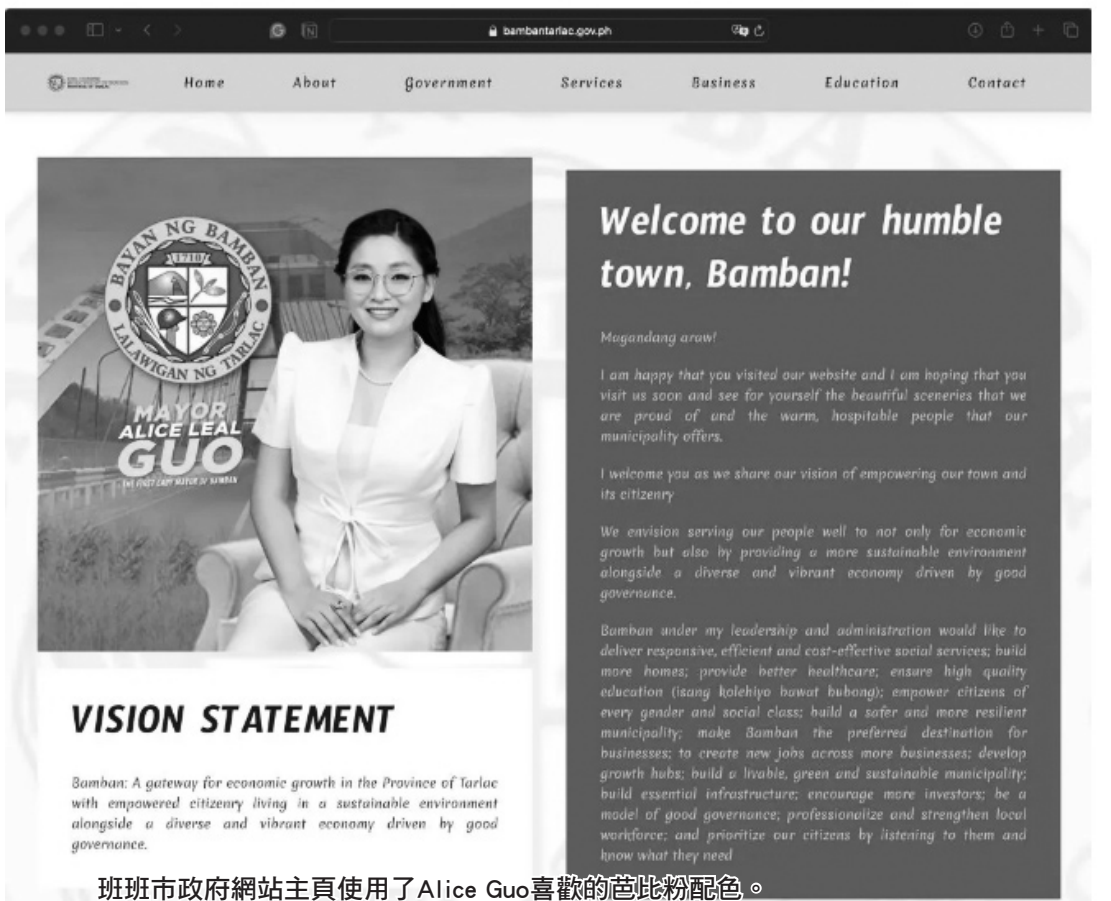 bambantarlac.gov.ph
Home About Government Services Business Education Contact
BAYAN NG BAMBAN
1710
LALAWIGAN NG TARLAC
MAYOR
ALICE LEAL
GUO
THE FIRST LADY MAYOR OF BAMBAN
VISION STATEMENT
Bamban: A gateway for economic growth in the Province of Tarlac
with empowered citizenry living in a sustainable environment
alongside a diverse and vibrant economy driven by good
governance.
Welcome to our humble
town, Bamban!
Magandang araw!
I am happy that you visited our website and I am hoping that you
visit us soon and see for yourself the beautiful sceneries that we
are proud of and the warm, hospitable people that our
municipality offers.
I welcome you as we share our vision of empowering our town and
its citizenry
We envision serving our people well to not only for economic
growth but also by providing a more sustainable environment
alongside a diverse and vibrant economy driven by good
governance.
Bamban under my leadership and administration would like to
deliver responsive, efficient and cost-effective social services; build
more homes; provide better healthcare; ensure high quality
education (isang kolehiyo bawat bubong); empower citizens of
every gender and social class; build a safer and more resilient
municipality; make Bamban the preferred destination for
businesses; to create new jobs across more businesses; develop
growth hubs; build a livable, green and sustainable municipality;
build essential infrastructure; encourage more investors; be a
model of good governance; professionalize and strengthen local
workforce; and prioritize our citizens by listening to them and
know what they need
班班市政府網站主頁使用了Alice Guo喜歡的芭比粉配色。